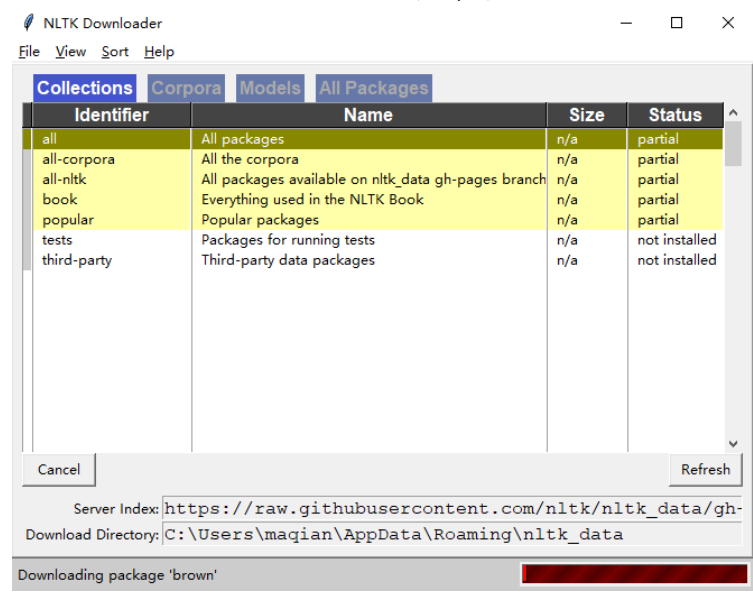 NLTK Downloader
File View Sort Help
Collections Corpora Models All Packages
Identifier Name Size Status
all All packages n/a partial
all-corpora All the corpora n/a partial
all-nltk All packages available on nltk_data gh-pages branch n/a partial
book Everything used in the NLTK Book n/a partial
popular Popular packages n/a partial
tests Packages for running tests n/a not installed
third-party Third-party data packages n/a not installed
Cancel Refresh
Server Index: https://raw.githubusercontent.com/nltk/nltk_data/gh-
Download Directory: C:\Users\maqian\AppData\Roaming\nltk_data
Downloading package 'brown'